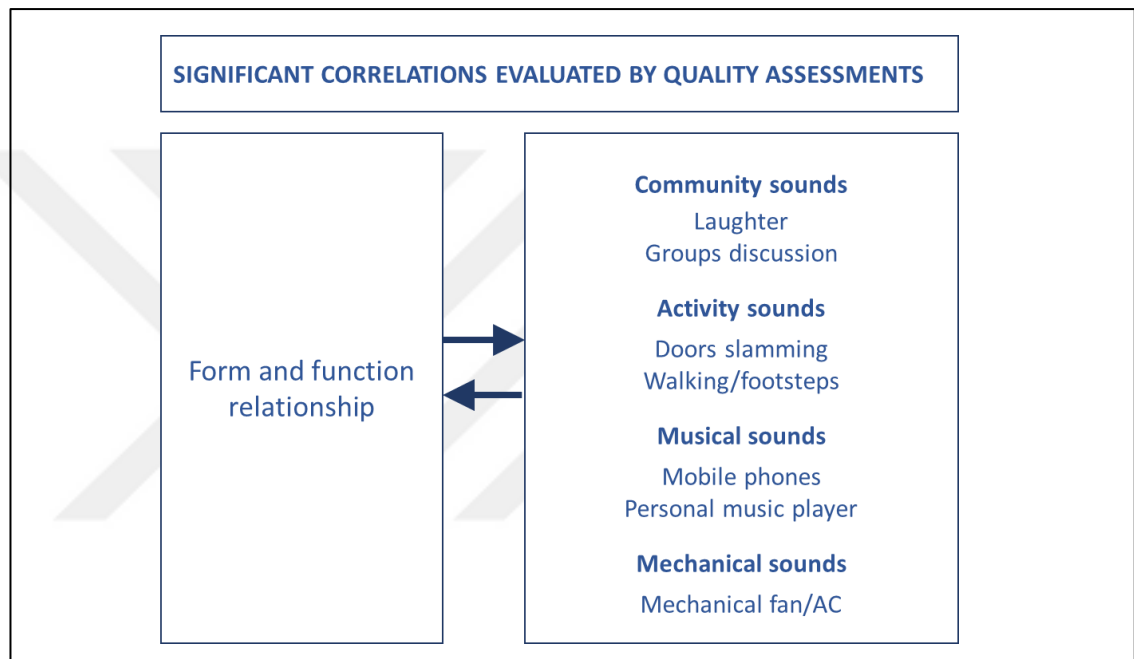 SIGNIFICANT CORRELATIONS EVALUATED BY QUALITY ASSESSMENTS
Form and function
relationship
Community sounds
Laughter
Groups discussion
Activity sounds
Doors slamming
Walking/footsteps
Musical sounds
Mobile phones
Personal music player
Mechanical sounds
Mechanical fan/AC